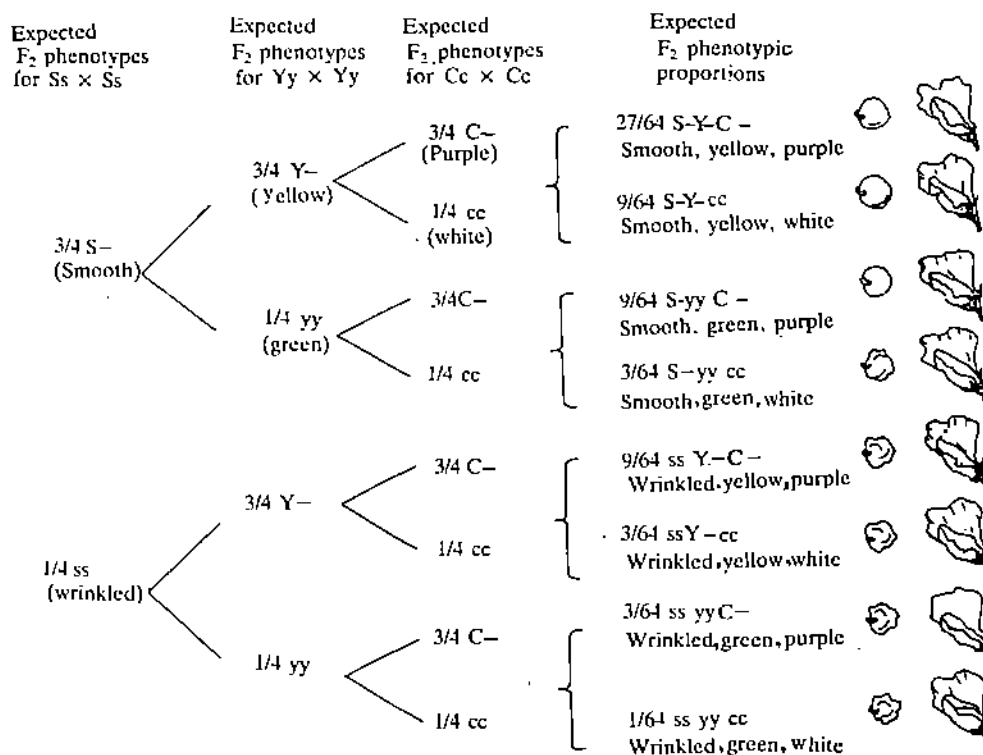 Expected
F₂ phenotypes
for Ss × Ss
Expected
F₂ phenotypes
for Yy × Yy
Expected
F₂ phenotypes
for Cc × Cc
Expected
F₂ phenotypic
proportions
3/4 S–
(Smooth)
3/4 Y–
(Yellow)
3/4 C–
(Purple)
1/4 cc
(white)
27/64 S-Y-C –
Smooth, yellow, purple
9/64 S-Y-cc
Smooth, yellow, white
1/4 yy
(green)
3/4C–
1/4 cc
9/64 S-yy C –
Smooth, green, purple
3/64 S–yy cc
Smooth,green,white
1/4 ss
(wrinkled)
3/4 Y–
3/4 C–
1/4 cc
9/64 ss Y–C–
Wrinkled,yellow,purple
3/64 ssY–cc
Wrinkled,yellow,white
1/4 yy
3/4 C–
1/4 cc
3/64 ss yyC–
Wrinkled,green,purple
1/64 ss yy cc
Wrinkled,green,white